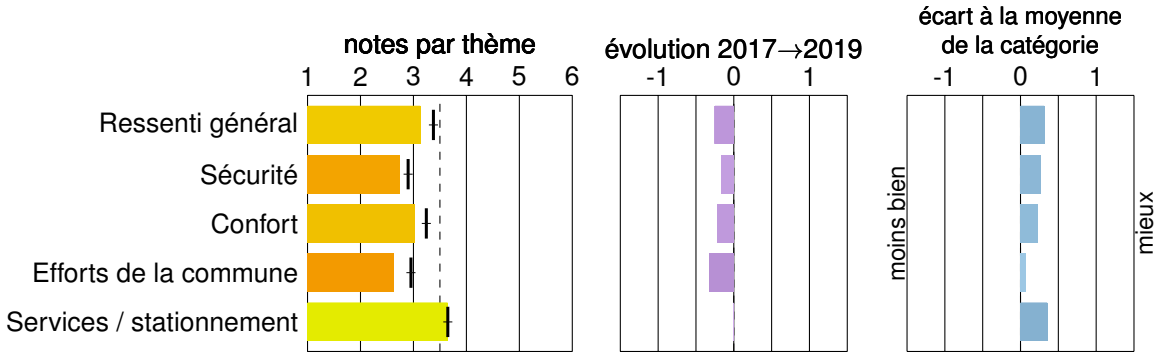 notes par thème
1 2 3 4 5 6
évolution 2017→2019
-1 0 1
écart à la moyenne
de la catégorie
-1 0 1
Ressenti général
Sécurité
Confort
Efforts de la commune
Services / stationnement
moins bien
mieux